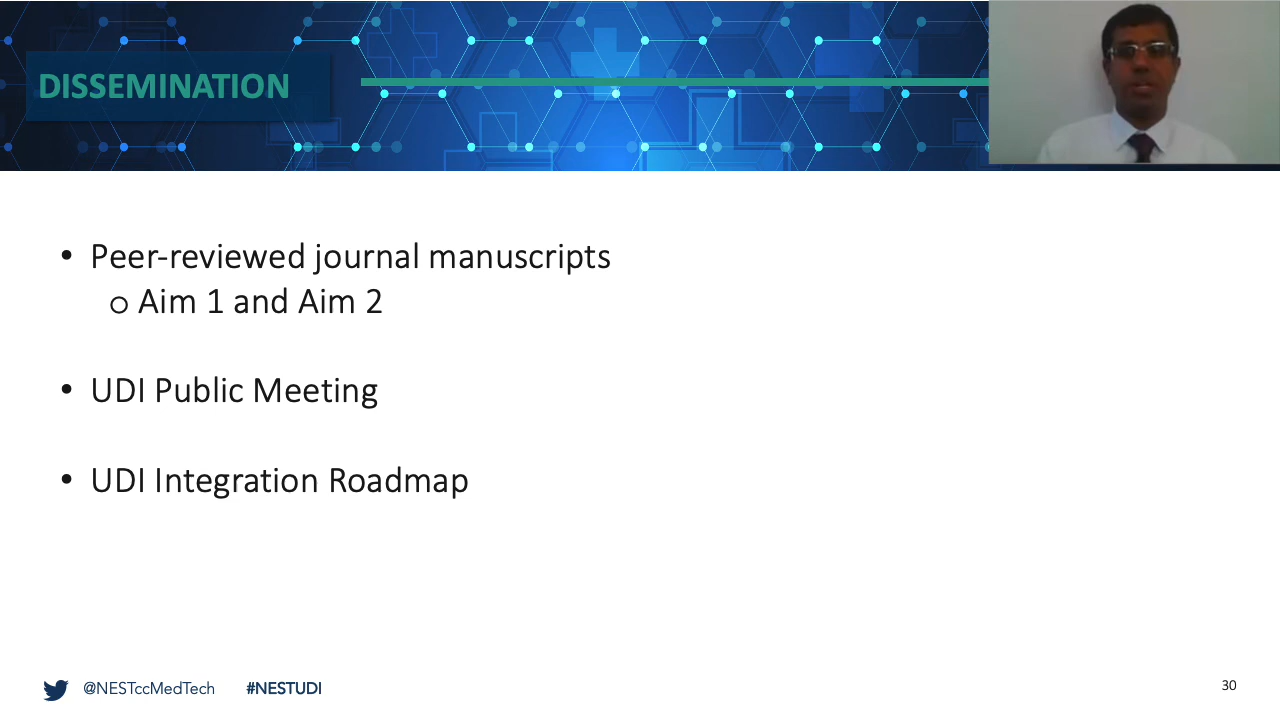 DISSEMINATION
• Peer-reviewed journal manuscripts
o Aim 1 and Aim 2
• UDI Public Meeting
• UDI Integration Roadmap
@NESTccMedTech #NESTUDI
30